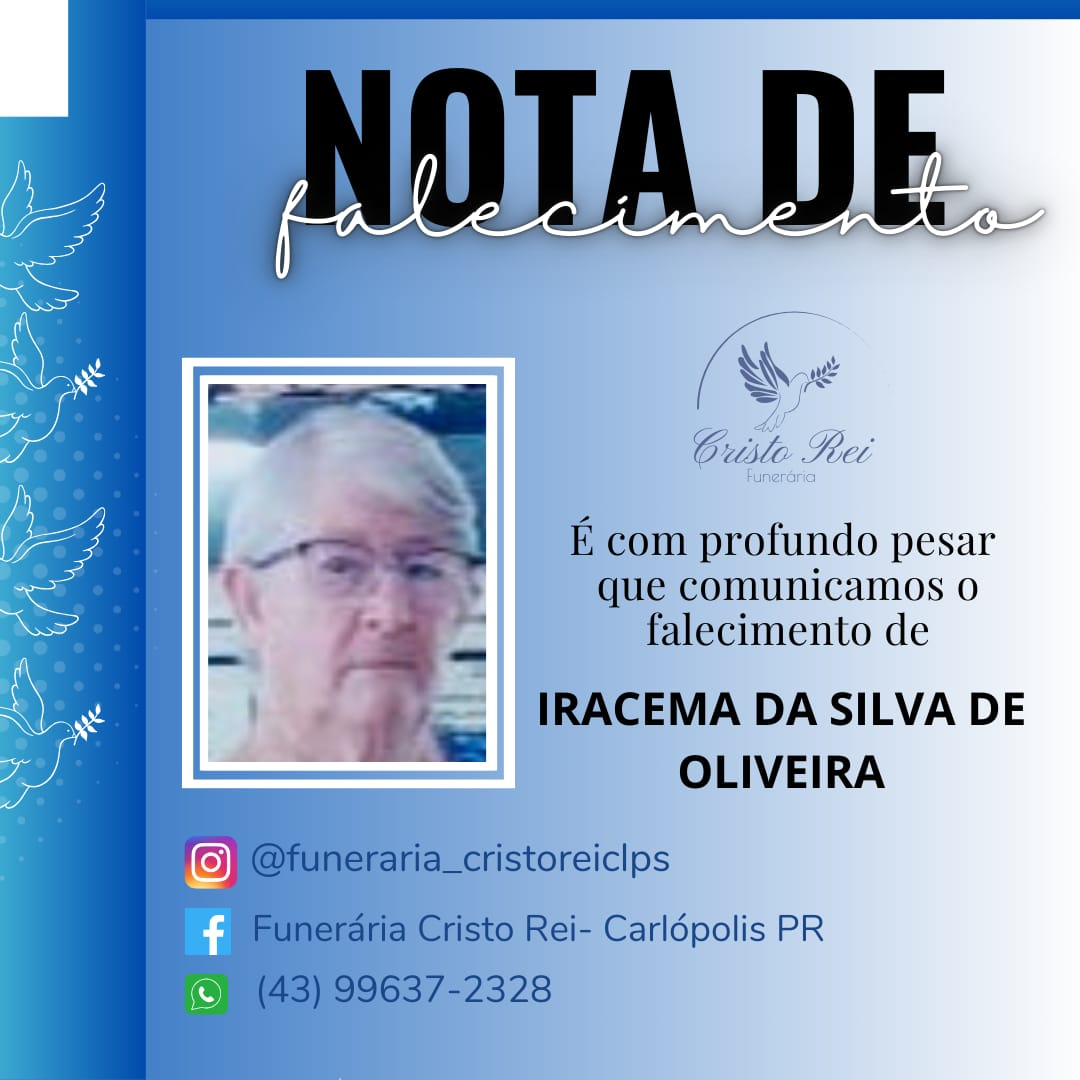 NOTA DE
falecimento
Cristo Rei
Funerária
É com profundo pesar
que comunicamos o
falecimento de
IRACEMA DA SILVA DE
OLIVEIRA
@funeraria_cristoreiclps
Funerária Cristo Rei- Carlópolis PR
(43) 99637-2328